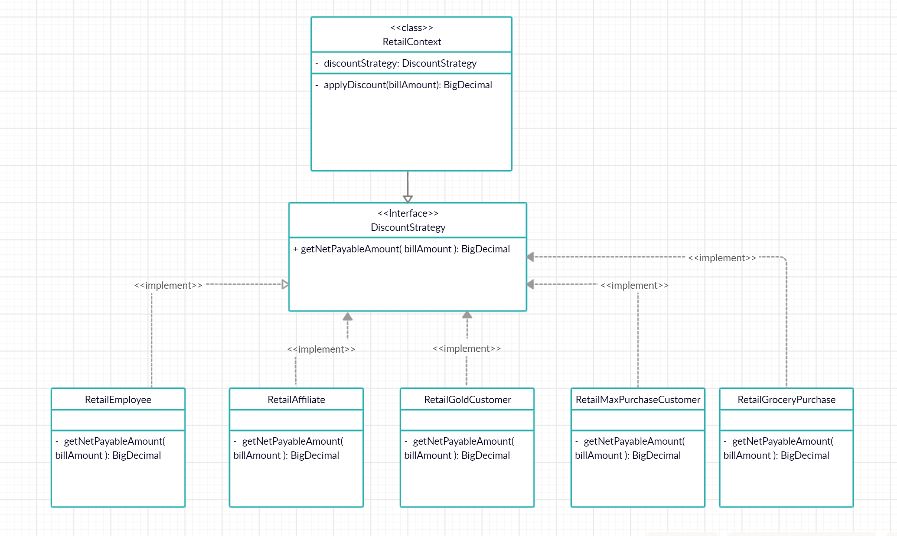 <<class>>
RetailContext
- discountStrategy: DiscountStrategy
- applyDiscount(billAmount): BigDecimal
<<Interface>>
DiscountStrategy
+ getNetPayableAmount( billAmount ): BigDecimal
<<implement>>
<<implement>>
<<implement>>
<<implement>>
<<implement>>
RetailEmployee
- getNetPayableAmount(
billAmount ): BigDecimal
RetailAffiliate
- getNetPayableAmount(
billAmount ): BigDecimal
RetailGoldCustomer
- getNetPayableAmount(
billAmount ): BigDecimal
RetailMaxPurchaseCustomer
- getNetPayableAmount(
billAmount ): BigDecimal
RetailGroceryPurchase
- getNetPayableAmount(
billAmount ): BigDecimal